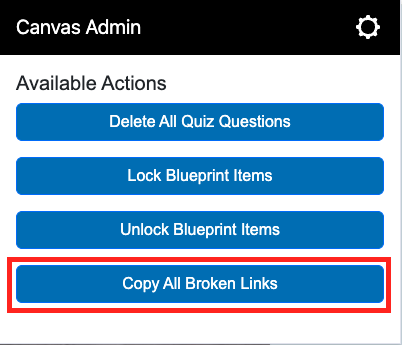 Canvas Admin
Available Actions
Delete All Quiz Questions
Lock Blueprint Items
Unlock Blueprint Items
Copy All Broken Links